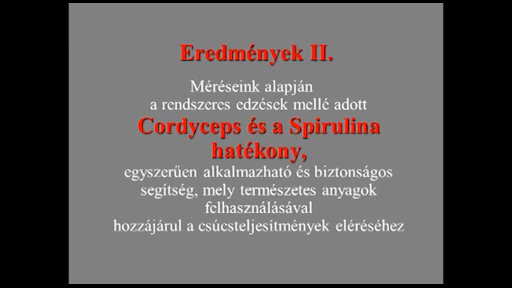 Eredmények II.
Méréseink alapján
a rendszeres edzések mellé adott
Cordyceps és a Spirulina
hatékony,
egyszerűen alkalmazható és biztonságos
segítség, mely természetes anyagok
felhasználásával
hozzájárul a csúcsteljesítmények eléréséhez